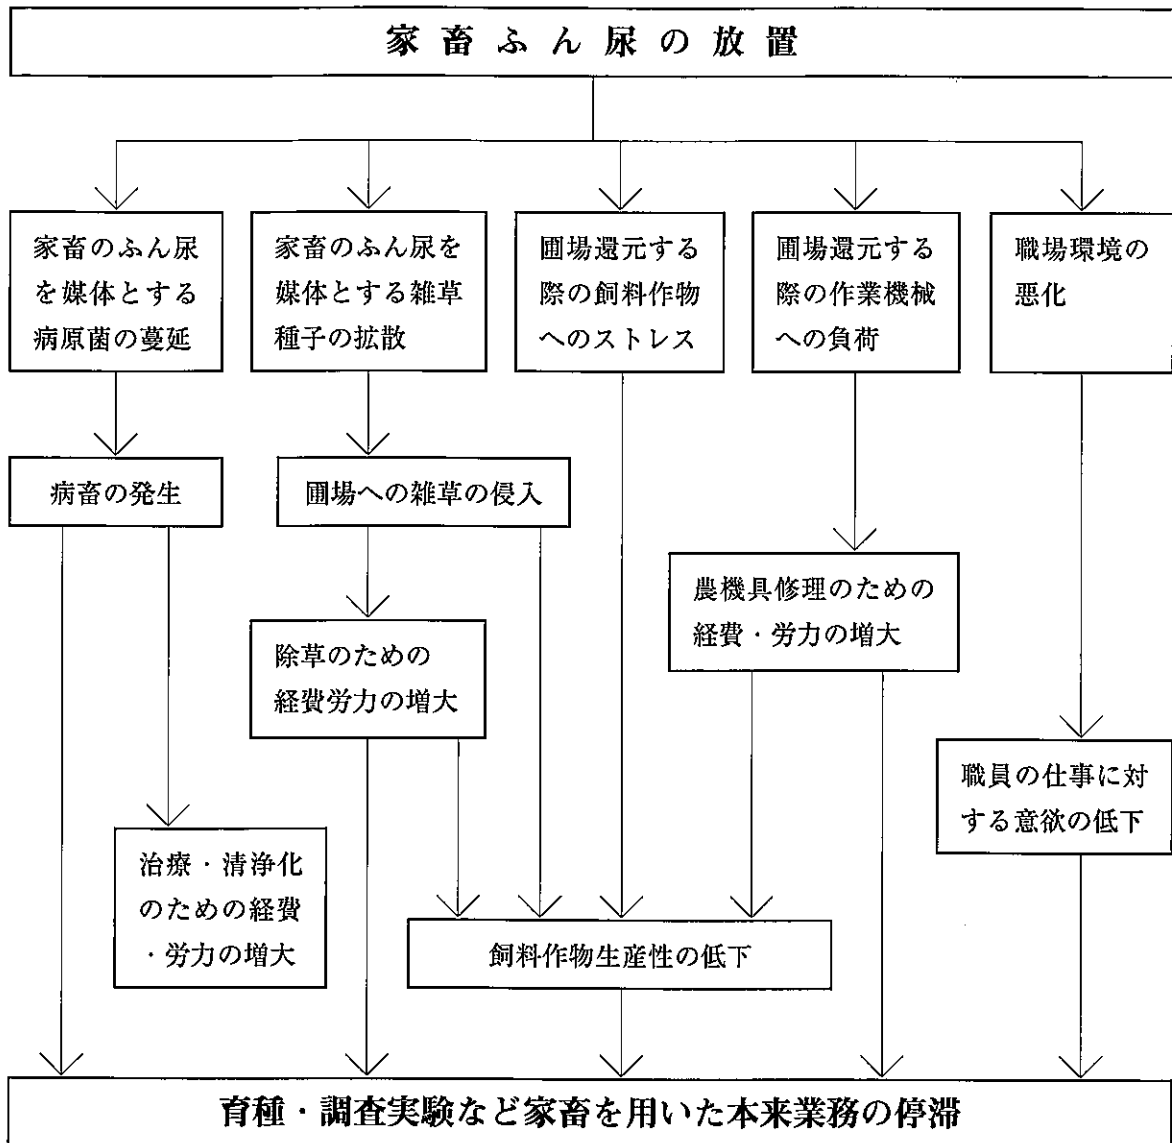 家畜ふん尿の放置
家畜のふん尿
を媒体とする
病原菌の蔓延
家畜のふん尿を
媒体とする雑草
種子の拡散
圃場還元する
際の飼料作物
へのストレス
圃場還元する
際の作業機械
への負荷
職場環境の
悪化
病畜の発生
圃場への雑草の侵入
農機具修理のための
経費・労力の増大
除草のための
経費労力の増大
職員の仕事に対
する意欲の低下
治療・清浄化
のための経費
・労力の増大
飼料作物生産性の低下
育種・調査実験など家畜を用いた本来業務の停滞